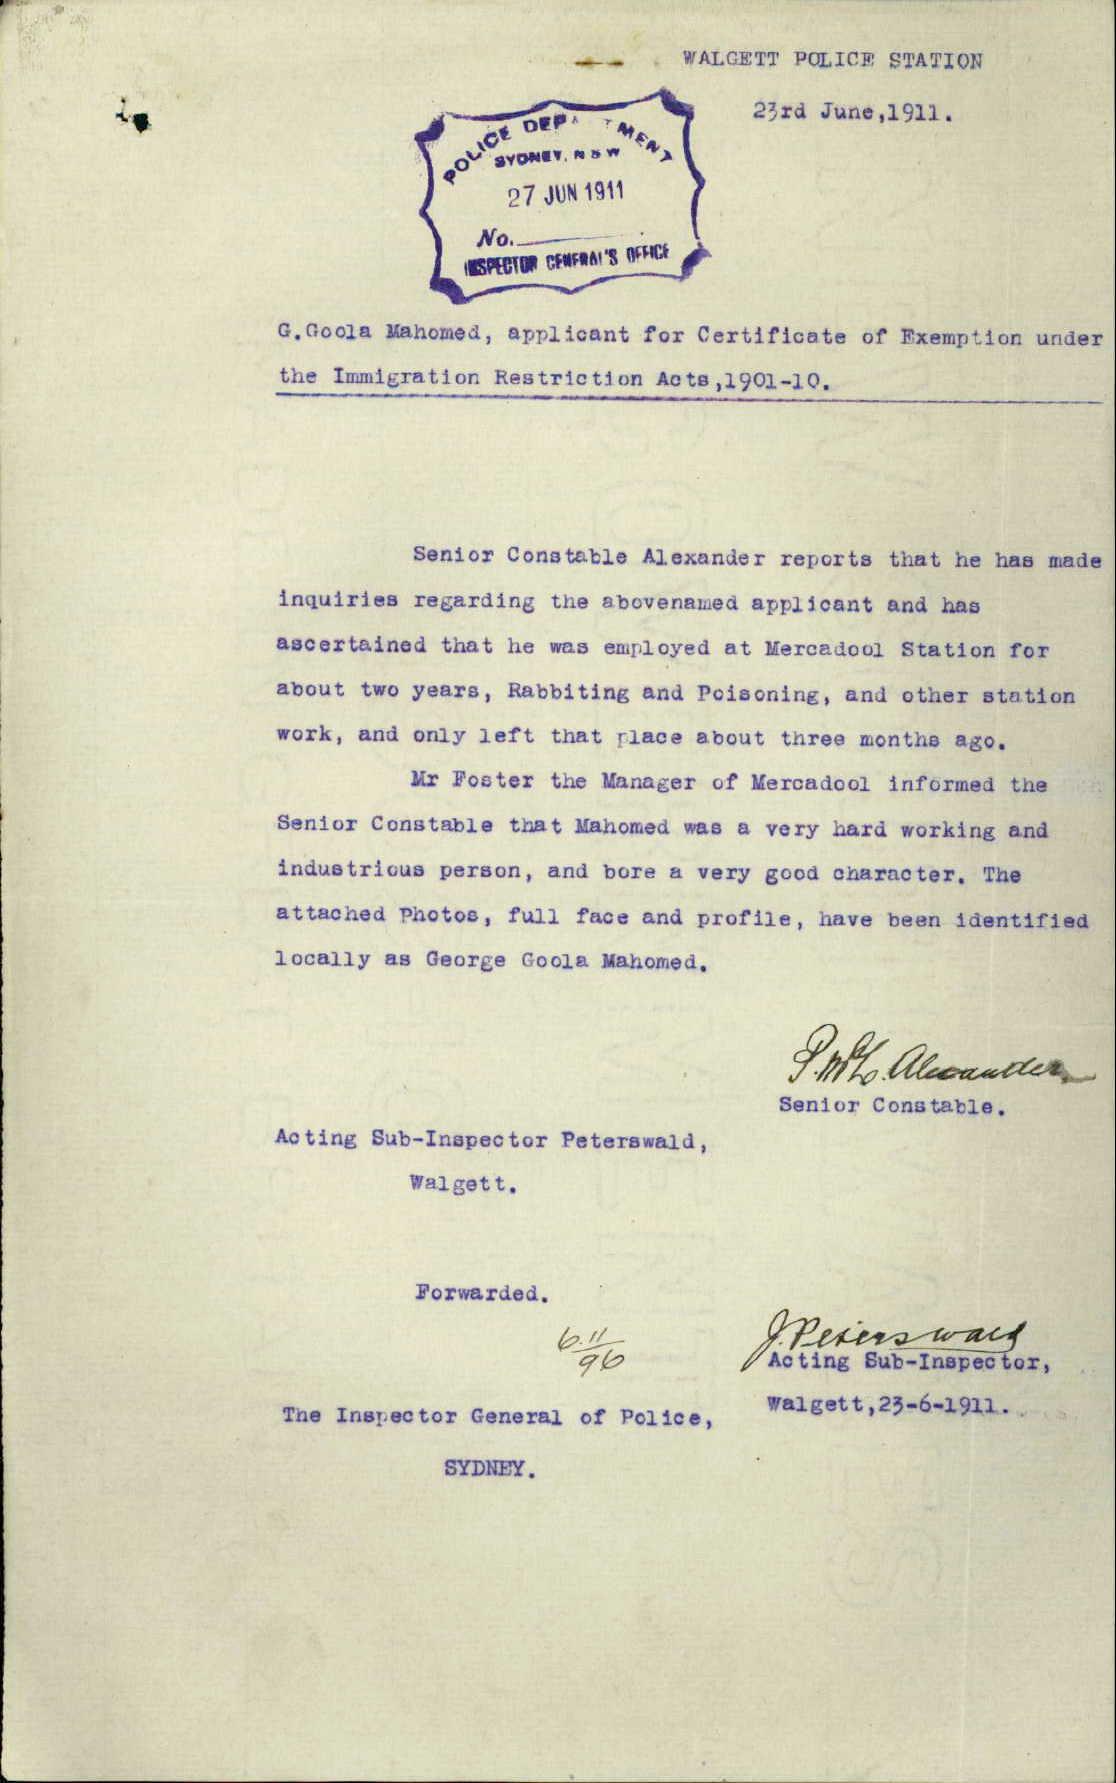 WALGETT POLICE STATION
23rd June,1911.
POLICE DEPARTMENT
SYDNEY, N S W
27 JUN 1911
No.
INSPECTOR GENERAL'S OFFICE
G.Goola Mahomed, applicant for Certificate of Exemption under
the Immigration Restriction Acts,1901-10.
Senior Constable Alexander reports that he has made
inquiries regarding the abovenamed applicant and has
ascertained that he was employed at Mercadool Station for
about two years, Rabbiting and Poisoning, and other station
work, and only left that place about three months ago.
Mr Foster the Manager of Mercadool informed the
Senior Constable that Mahomed was a very hard working and
industrious person, and bore a very good character. The
attached Photos, full face and profile, have been identified
locally as George Goola Mahomed.
Alexander
Senior Constable.
Acting Sub-Inspector Peterswald,
Walgett.
Forwarded.
6.11/96
J. Peterswald
Acting Sub-Inspector,
Walgett,23-6-1911.
The Inspector General of Police,
SYDNEY.